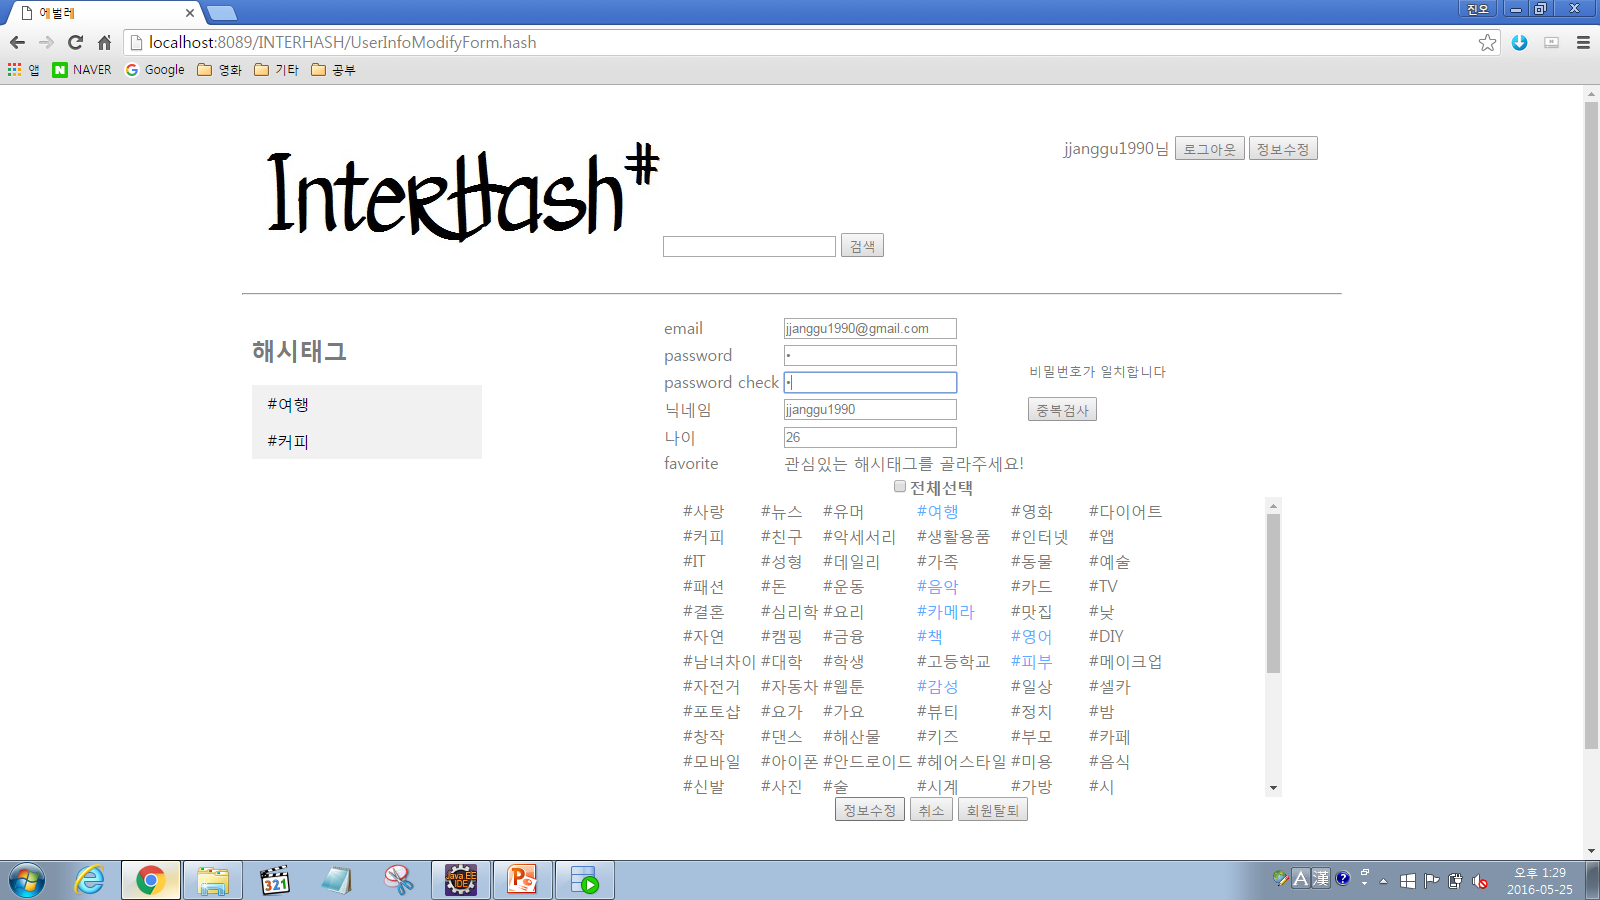 에벌레
진오
localhost:8089/INTERHASH/UserInfoModifyForm.hash
앱 NAVER Google 영화 기타 공부
InterHash#
jjanggu1990님 로그아웃 정보수정
검색
해시태그
#여행
#커피
email jjanggu1990@gmail.com
password •
password check •
비밀번호가 일치합니다
닉네임 jjanggu1990 중복검사
나이 26
favorite 관심있는 해시태그를 골라주세요!
전체선택
#사랑 #뉴스 #유머 #여행 #영화 #다이어트
#커피 #친구 #악세서리 #생활용품 #인터넷 #앱
#IT #성형 #데일리 #가족 #동물 #예술
#패션 #돈 #운동 #음악 #카드 #TV
#결혼 #심리학 #요리 #카메라 #맛집 #낮
#자연 #캠핑 #금융 #책 #영어 #DIY
#남녀차이 #대학 #학생 #고등학교 #피부 #메이크업
#자전거 #자동차 #웹툰 #감성 #일상 #셀카
#포토샵 #요가 #가요 #뷰티 #정치 #밤
#창작 #댄스 #해산물 #키즈 #부모 #카페
#모바일 #아이폰 #안드로이드 #헤어스타일 #미용 #음식
#신발 #사진 #술 #시계 #가방 #시
정보수정 취소 회원탈퇴
321
Java EE
IDE
A 漢
오후 1:29
2016-05-25